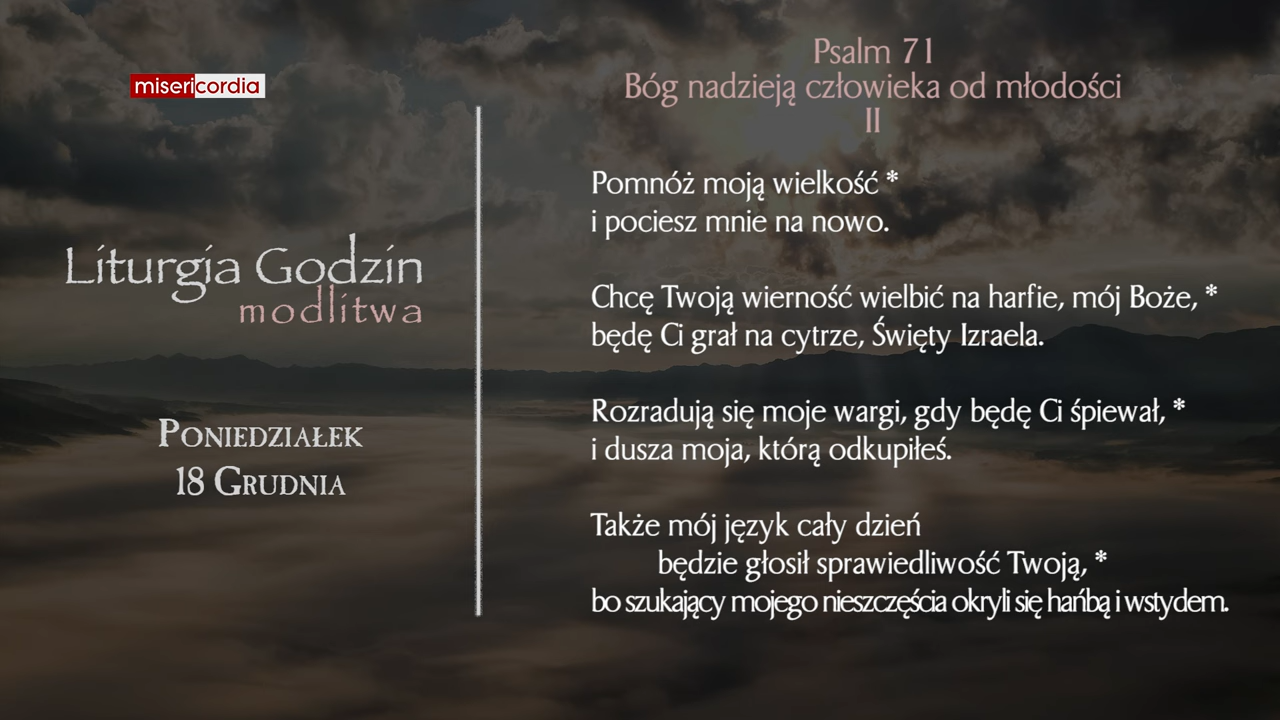 misericordia
Liturgia Godzin
modlitwa
Poniedziałek
18 Grudnia
Psalm 71
Bóg nadzieją człowieka od młodości
II
Pomnóż moją wielkość *
i pociesz mnie na nowo.
Chcę Twoją wierność wielbić na harfie, mój Boże, *
będę Ci grał na cytrze, Święty Izraela.
Rozradują się moje wargi, gdy będę Ci śpiewał, *
i dusza moja, którą odkupiłeś.
Także mój język cały dzień
będzie głosił sprawiedliwość Twoją, *
bo szukający mojego nieszczęścia okryli się hańbą i wstydem.